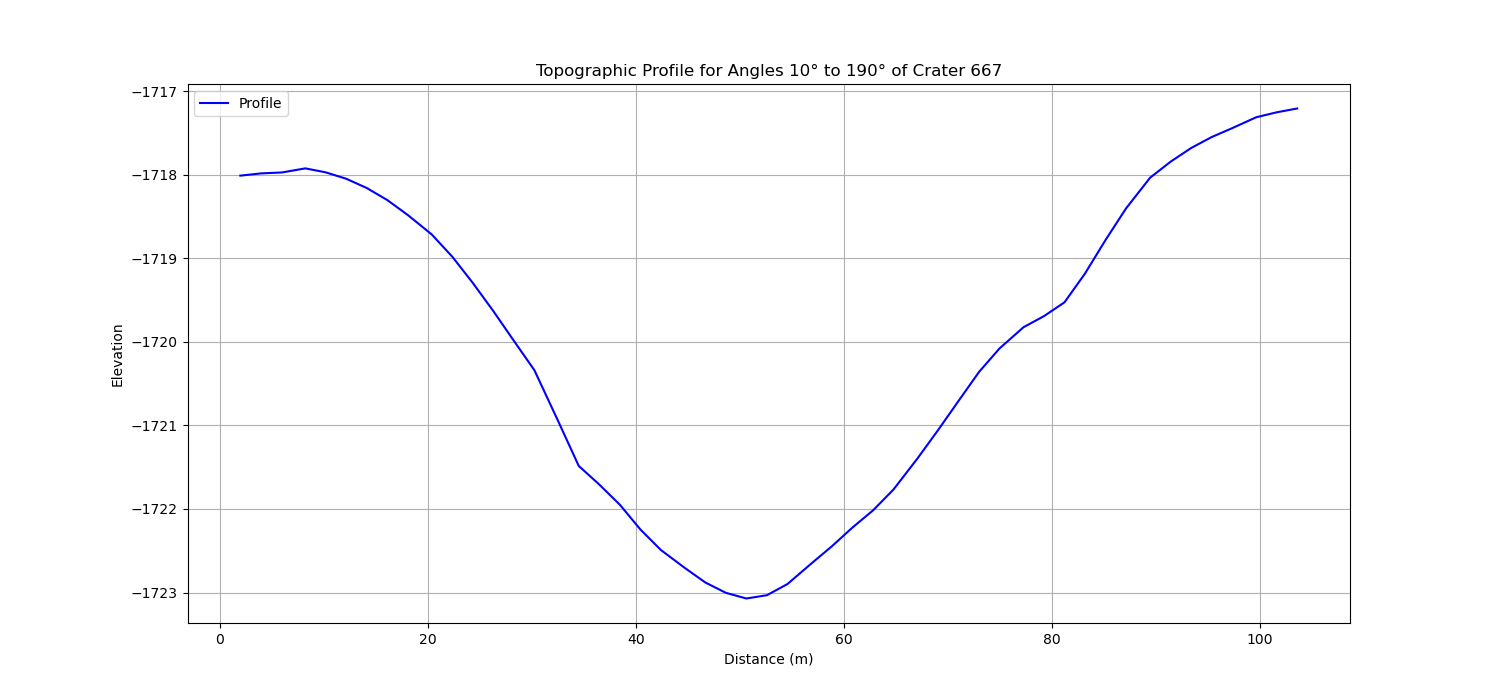 Topographic Profile for Angles 10° to 190° of Crater 667
Profile
−1717
−1718
−1719
−1720
−1721
−1722
−1723
Elevation
0 20 40 60 80 100
Distance (m)